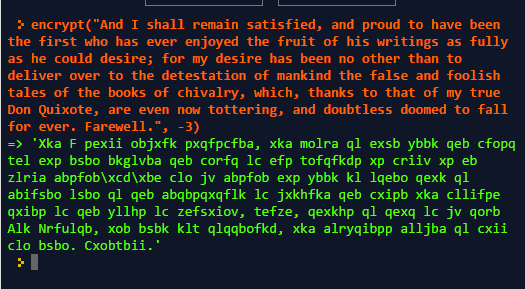 > encrypt("And I shall remain satisfied, and proud to have been
the first who has ever enjoyed the fruit of his writings as fully
as he could desire; for my desire has been no other than to
deliver over to the detestation of mankind the false and foolish
tales of the books of chivalry, which, thanks to that of my true
Don Quixote, are even now tottering, and doubtless doomed to fall
for ever. Farewell.", -3)
=> 'Xka F pexii objxfk pxqfpcfba, xka molra ql exsb ybbk qeb cfopq
tel exp bsbo bkglvba qeb corfq lc efp tofqfkdp xp criiv xp eb
zlria abpfob\xcd\xbe clo jv abpfob exp ybbk kl lqebo qexk ql
abifsbo lsbo ql qeb abqbpqxqflk lc jxkhfka qeb cxipb xka cllifpe
qxibp lc qeb yllhp lc zefsxiov, tefze, qexkhp ql qexq lc jv qorb
Alk Nrfulqb, xob bsbk klt qlqqbofkd, xka alryqibpp alljba ql cxii
clo bsbo. Cxobtbii.'
>